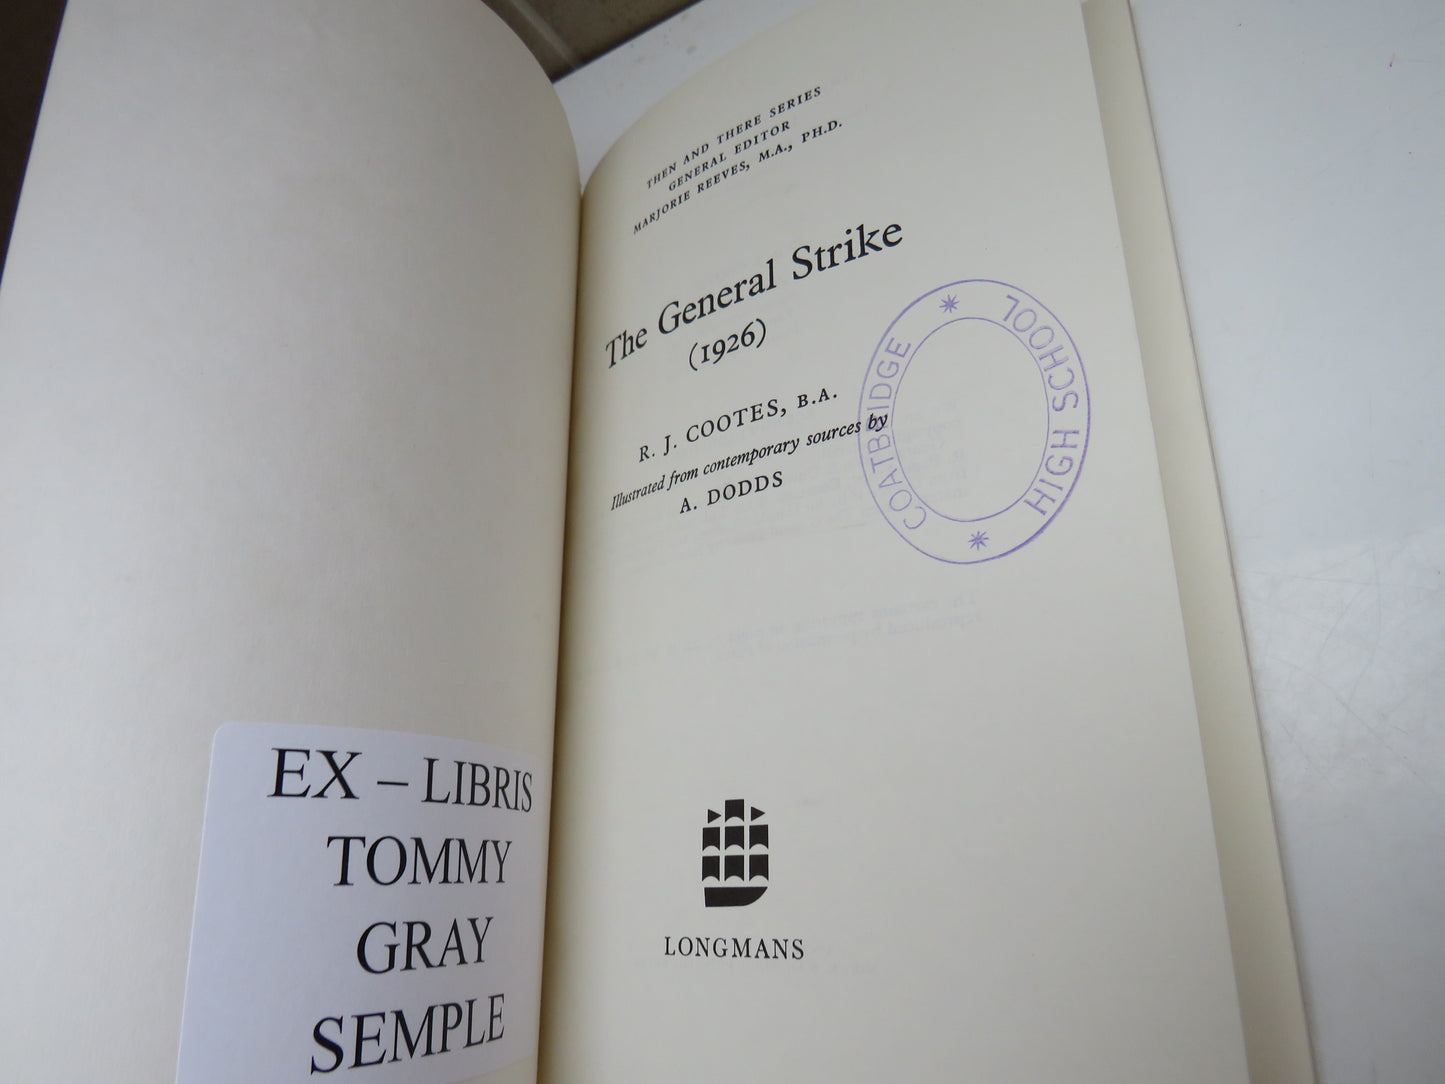 EX – LIBRIS
TOMMY
GRAY
SEMPLE
THEN AND THERE SERIES
GENERAL EDITOR
MARJORIE REEVES, M.A., PH.D.
The General Strike
(1926)
R. J. COOTES, B.A.
Illustrated from contemporary sources by
A. DODDS
COATBRIDGE
HIGH SCHOOL
LONGMANS